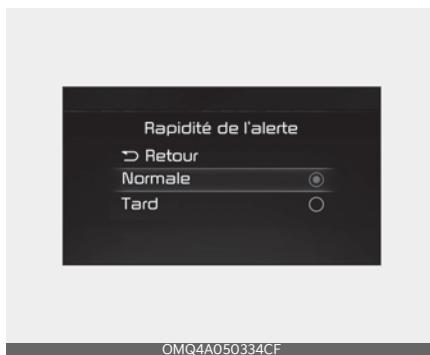 Rapidité de l'alerte
Retour
Normale
Tard
OMQ4A050334CF